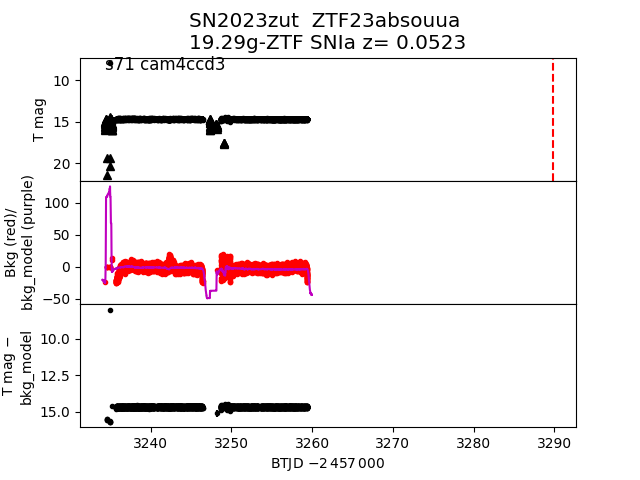 SN2023zut  ZTF23absouua
19.29g-ZTF SNIa z= 0.0523
s71 cam4ccd3
10
15
20
T mag
100
50
0
−50
Bkg (red)/
bkg_model (purple)
10.0
12.5
15.0
T mag −
bkg_model
3240
3250
3260
3270
3280
3290
BTJD −2 457 000